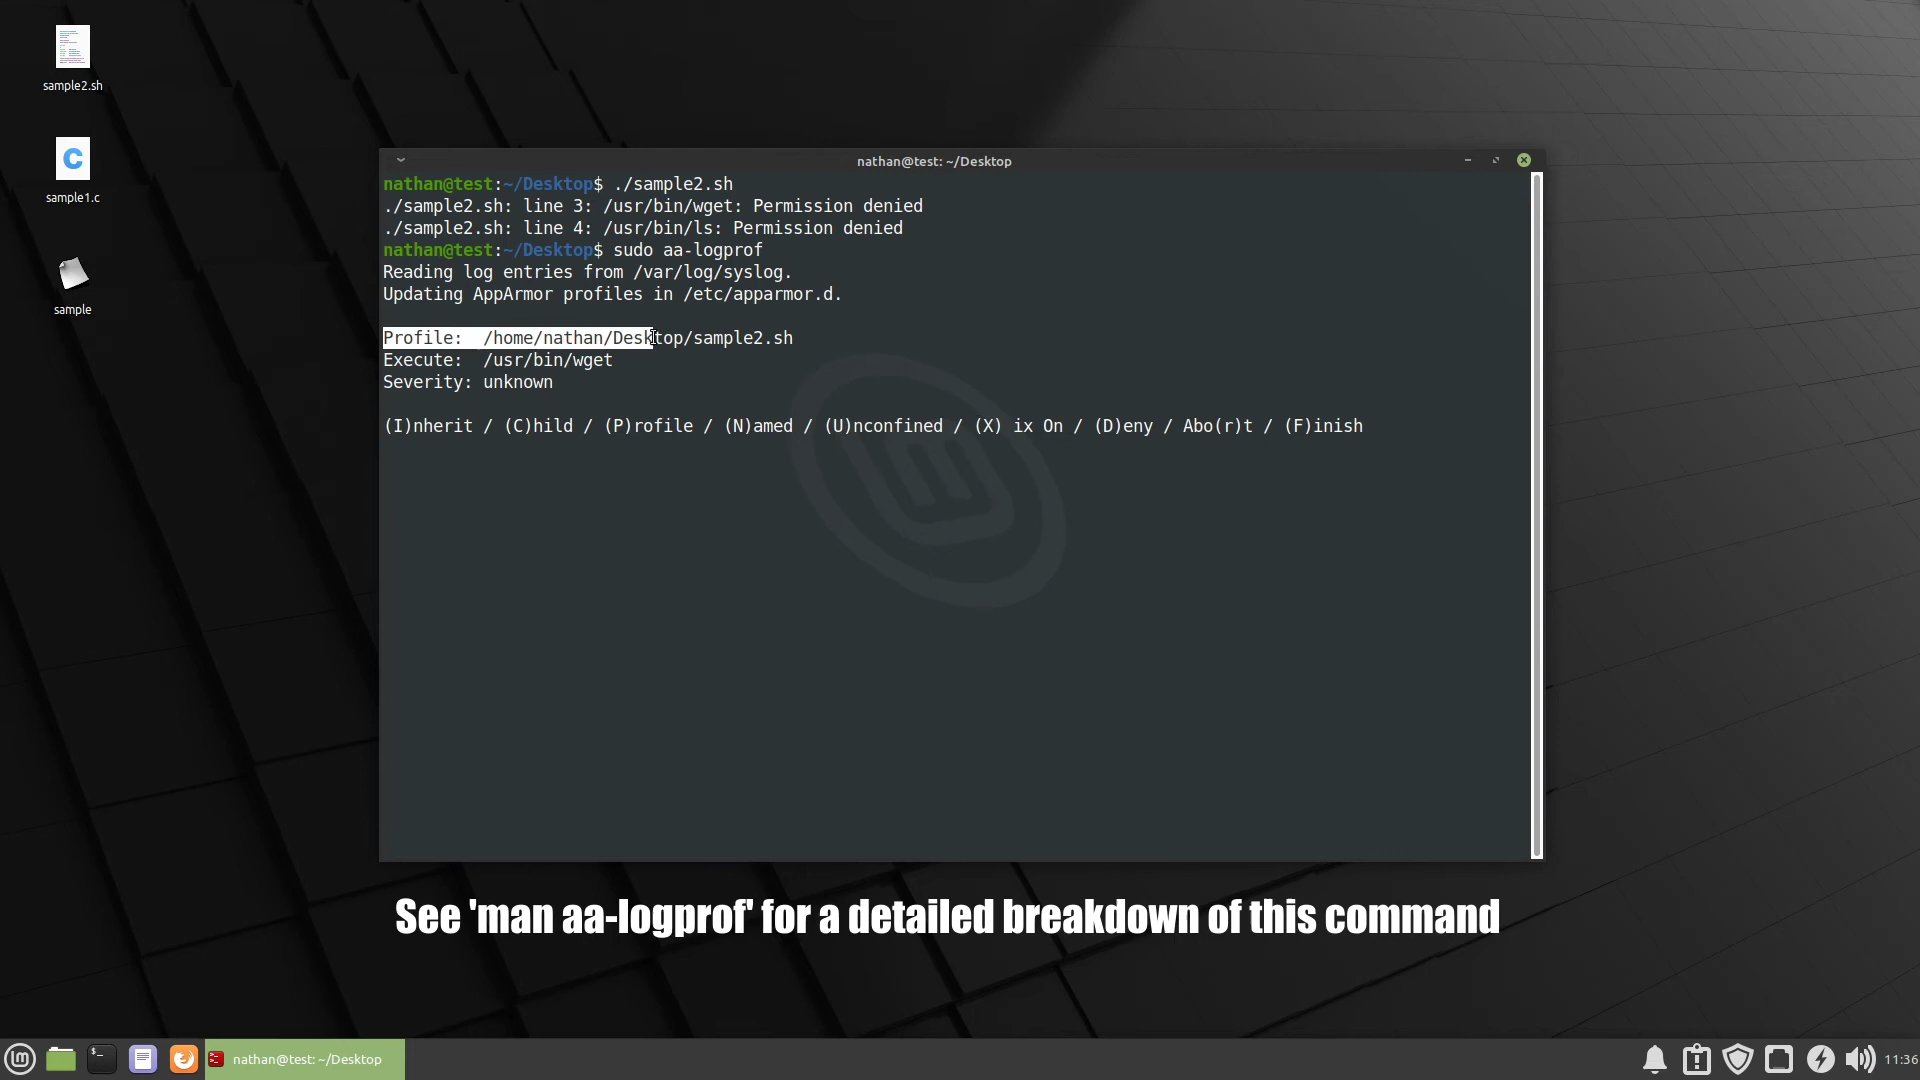 sample2.sh
sample1.c
sample
nathan@test: ~/Desktop
nathan@test:~/Desktop$ ./sample2.sh
./sample2.sh: line 3: /usr/bin/wget: Permission denied
./sample2.sh: line 4: /usr/bin/ls: Permission denied
nathan@test:~/Desktop$ sudo aa-logprof
Reading log entries from /var/log/syslog.
Updating AppArmor profiles in /etc/apparmor.d.
Profile:  /home/nathan/Desktop/sample2.sh
Execute:  /usr/bin/wget
Severity: unknown
(I)nherit / (C)hild / (P)rofile / (N)amed / (U)nconfined / (X) ix On / (D)eny / Abo(r)t / (F)inish
See 'man aa-logprof' for a detailed breakdown of this command
nathan@test: ~/Desktop
11:36